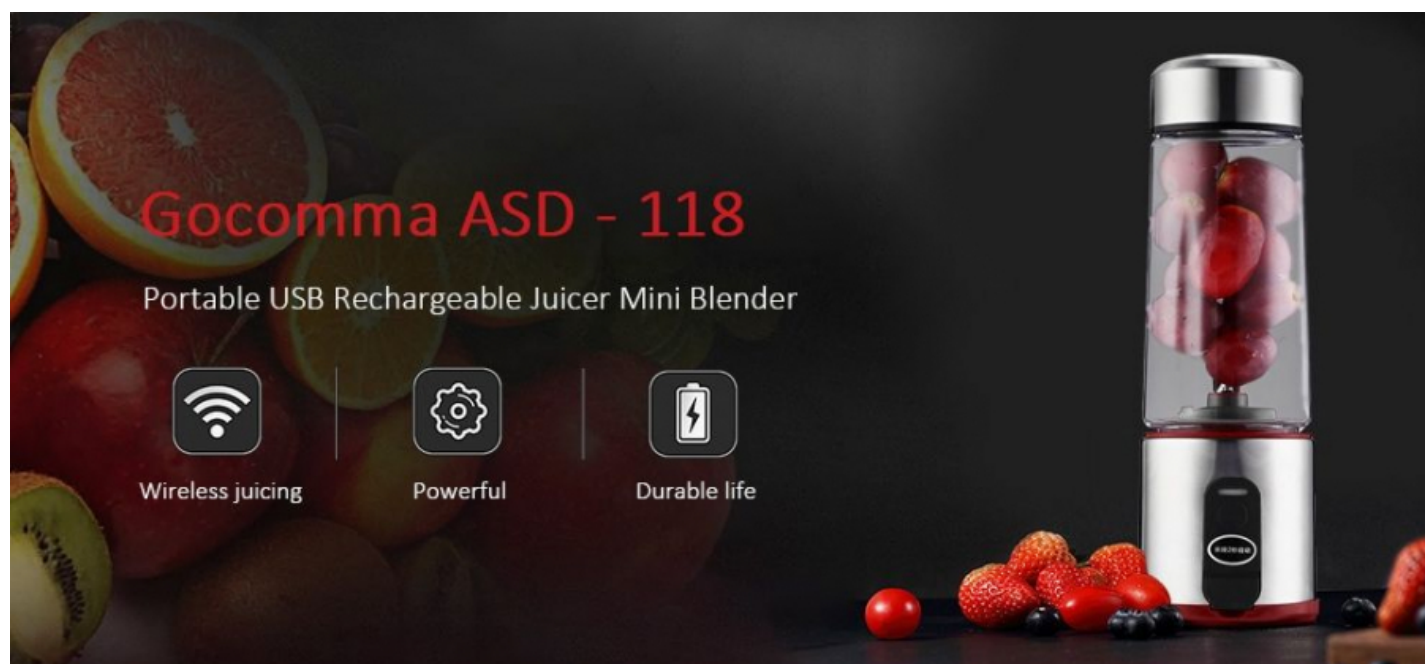 Gocomma ASD - 118
Portable USB Rechargeable Juicer Mini Blender
Wireless juicing
Powerful
Durable life